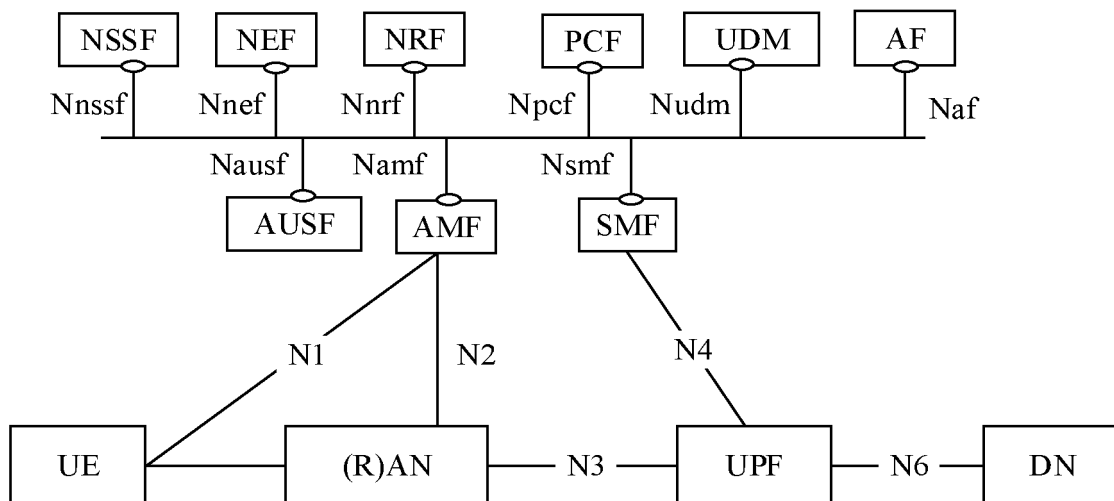 NSSF NEF NRF PCF UDM AF
Nnssf Nnef Nnrf Npcf Nudm Naf
Nausf Namf Nsmf
AUSF AMF SMF
N1 N2 N4
UE (R)AN N3 UPF N6 DN